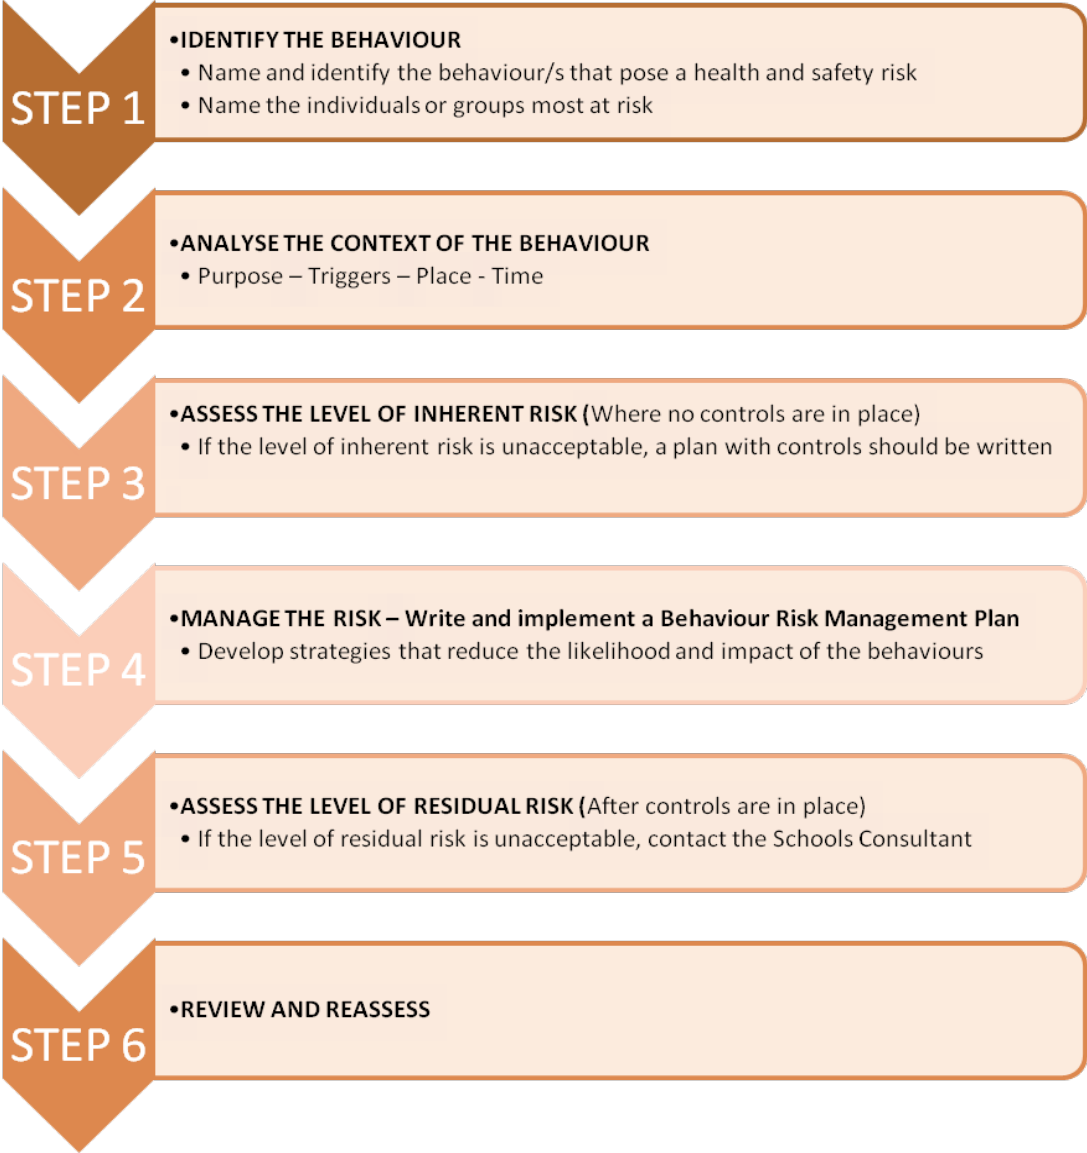 STEP 1
•IDENTIFY THE BEHAVIOUR
• Name and identify the behaviour/s that pose a health and safety risk
• Name the individuals or groups most at risk
STEP 2
•ANALYSE THE CONTEXT OF THE BEHAVIOUR
• Purpose – Triggers – Place - Time
STEP 3
•ASSESS THE LEVEL OF INHERENT RISK (Where no controls are in place)
• If the level of inherent risk is unacceptable, a plan with controls should be written
STEP 4
•MANAGE THE RISK – Write and implement a Behaviour Risk Management Plan
• Develop strategies that reduce the likelihood and impact of the behaviours
STEP 5
•ASSESS THE LEVEL OF RESIDUAL RISK (After controls are in place)
• If the level of residual risk is unacceptable, contact the Schools Consultant
STEP 6
•REVIEW AND REASSESS